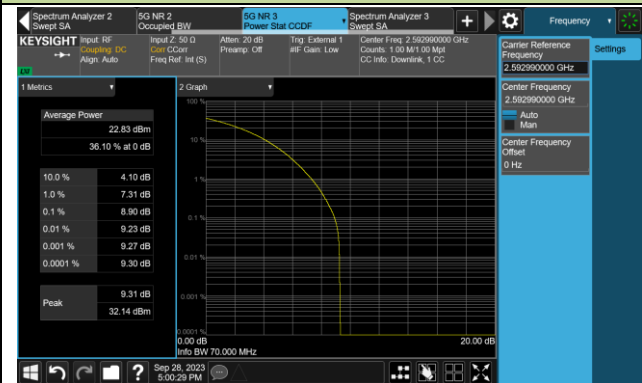 Spectrum Analyzer 2
Swept SA
5G NR 2
Occupied BW
5G NR 3
Power Stat CCDF
Spectrum Analyzer 3
Swept SA
Frequency
KEYSIGHT
Input: RF
Coupling: DC
Align: Auto
Input Z: 50 Ω
Corr CCorr
Freq Ref: Int (S)
Atten: 20 dB
Preamp: Off
Trig: External 1
#IF Gain: Low
Center Freq: 2.592990000 GHz
Counts: 1.00 M/1.00 Mpt
CC Info: Downlink, 1 CC
1 Metrics
Average Power
22.83 dBm
36.10 % at 0 dB
10.0 % 4.10 dB
1.0 % 7.31 dB
0.1 % 8.90 dB
0.01 % 9.23 dB
0.001 % 9.27 dB
0.0001 % 9.30 dB
Peak 9.31 dB
32.14 dBm
2 Graph
100 %
10 %
1 %
0.1 %
0.01 %
0.001 %
0.0001 %
0.00 dB 20.00 dB
Info BW 70.000 MHz
Carrier Reference
Frequency
2.592990000 GHz
Center Frequency
2.592990000 GHz
Auto
Man
Center Frequency
Offset
0 Hz
Settings
?
Sep 28, 2023
5:00:29 PM